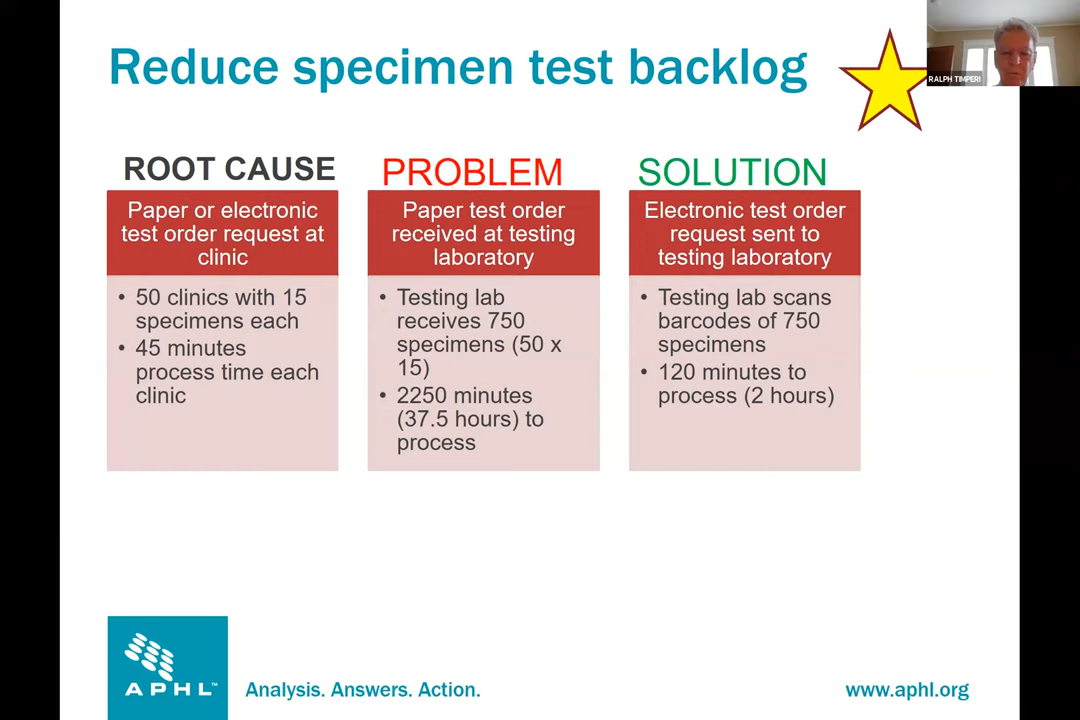 Reduce specimen test backlog
RALPH TIMPERI
ROOT CAUSE
Paper or electronic
test order request at
clinic
• 50 clinics with 15
specimens each
• 45 minutes
process time each
clinic
PROBLEM
Paper test order
received at testing
laboratory
• Testing lab
receives 750
specimens (50 x
15)
• 2250 minutes
(37.5 hours) to
process
SOLUTION
Electronic test order
request sent to
testing laboratory
• Testing lab scans
barcodes of 750
specimens
• 120 minutes to
process (2 hours)
APHL™
Analysis. Answers. Action.
www.aphl.org